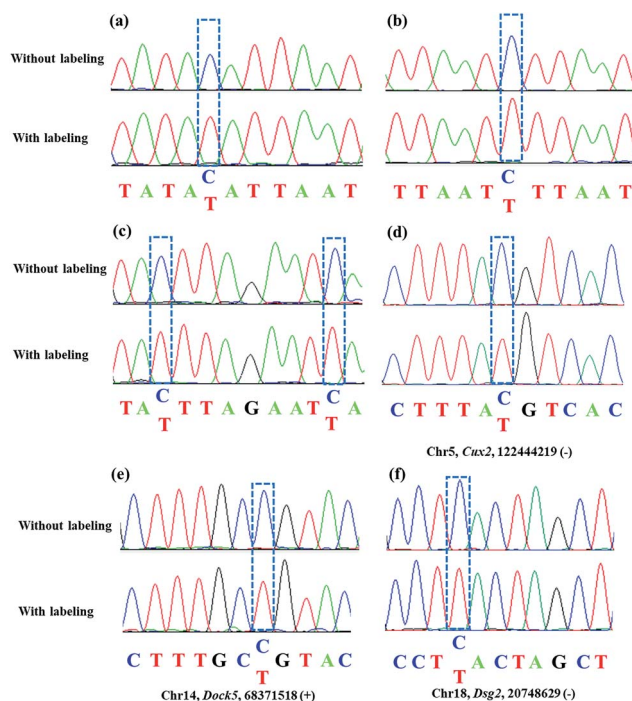 (a)
Without labeling
With labeling
C
T A T A A T T A A T
T
(b)
C
T T A A T T T A A T
T
(c)
Without labeling
With labeling
C C
T A T T A G A A T A
T T
(d)
C
C T T T A G T C A C
T
Chr5, Cux2, 122444219 (-)
(e)
Without labeling
With labeling
C
C T T T G C G T A C
T
Chr14, Dock5, 68371518 (+)
(f)
C
C C T A C T A G C T
T
Chr18, Dsg2, 20748629 (-)